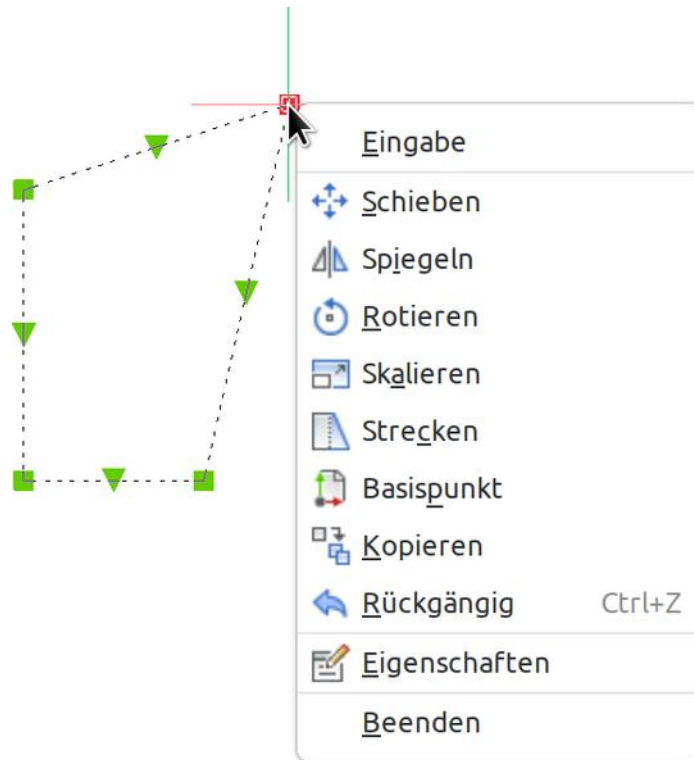 Eingabe
Schieben
Spiegeln
Rotieren
Skalieren
Strecken
Basispunkt
Kopieren
Rückgängig Ctrl+Z
Eigenschaften
Beenden